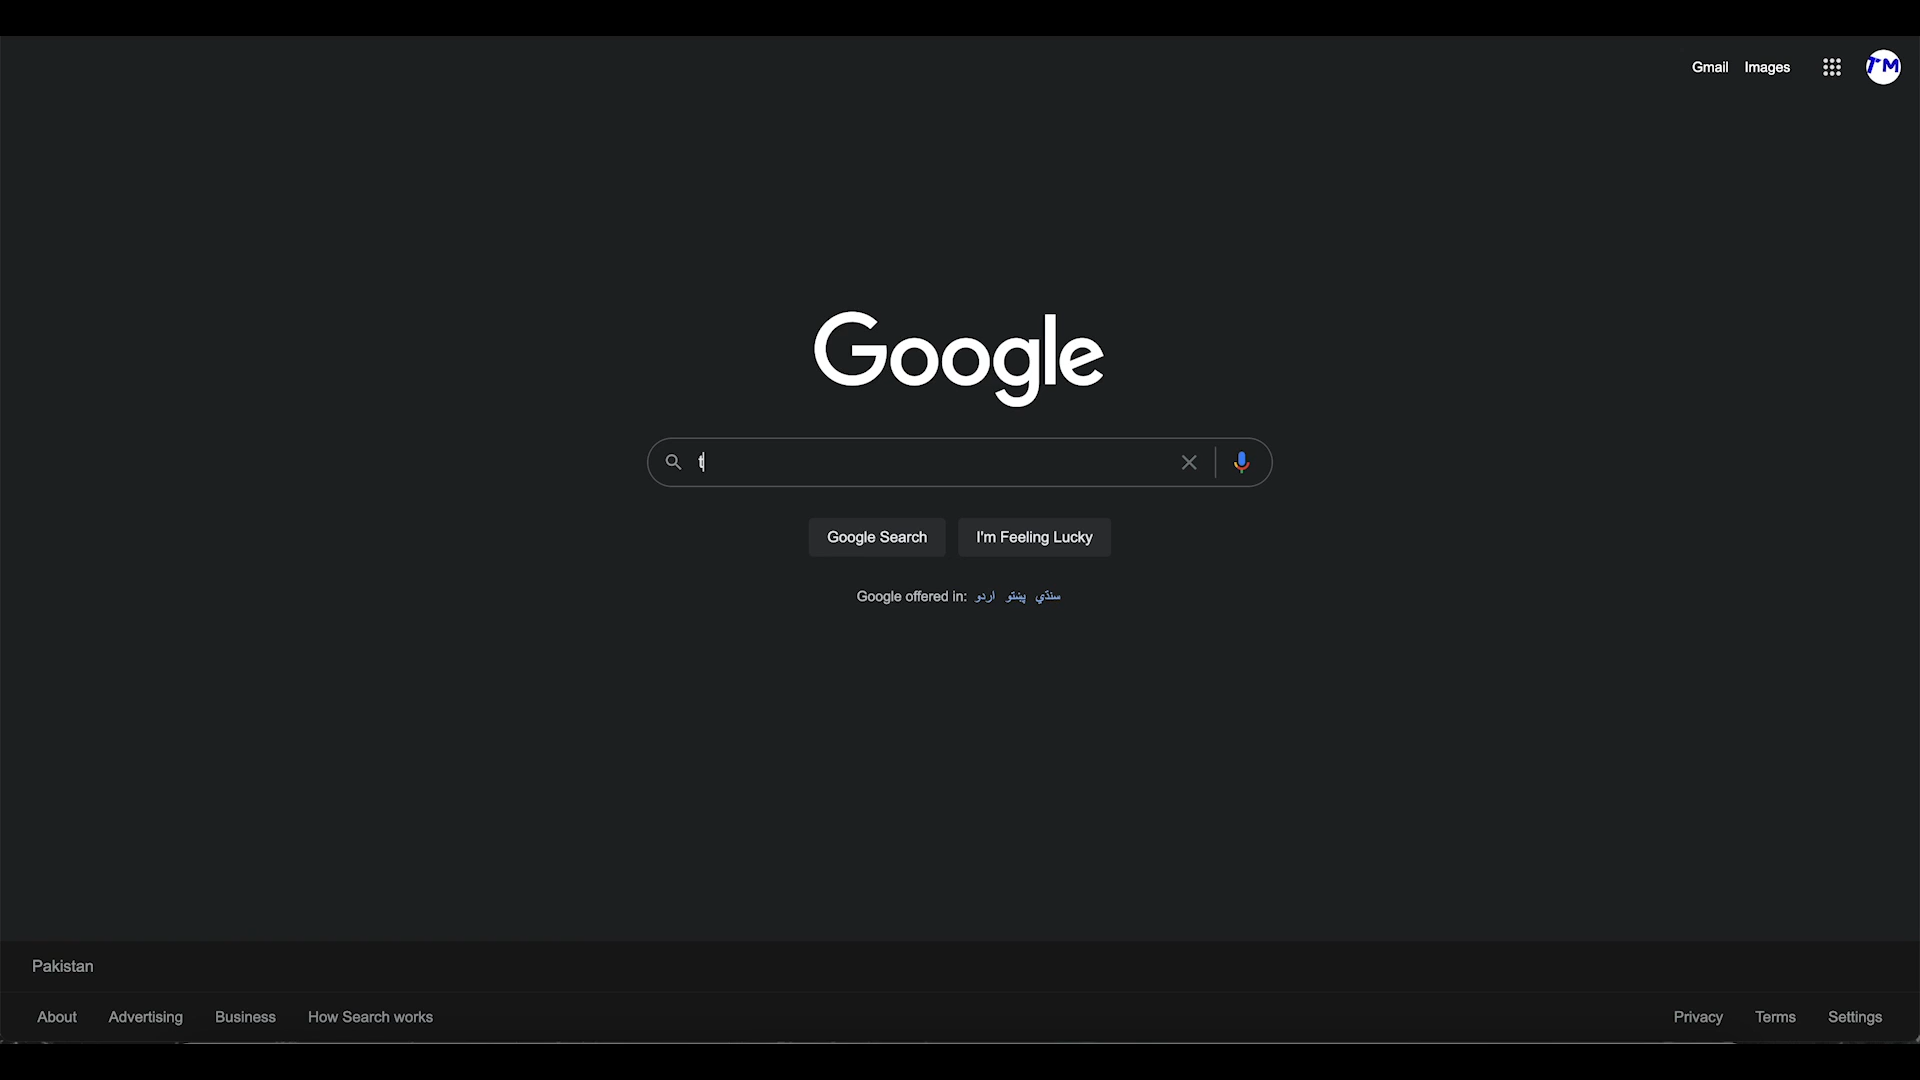 Gmail Images TM
Google
t
Google Search I'm Feeling Lucky
Google offered in: اردو پښتو سنڌي
Pakistan
About Advertising Business How Search works Privacy Terms Settings